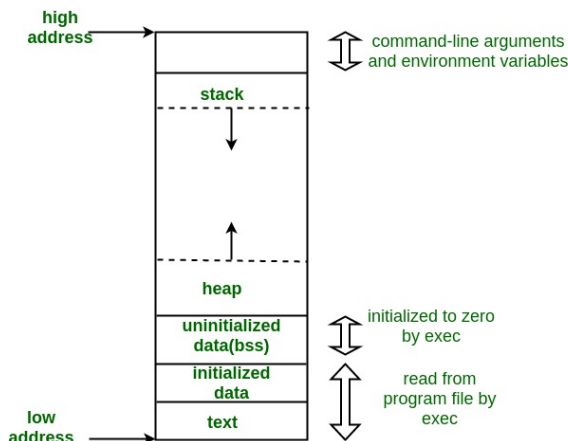 high
address
command-line arguments
and environment variables
stack
heap
uninitialized
data(bss)
initialized to zero
by exec
initialized
data
read from
program file by
exec
text
low
address